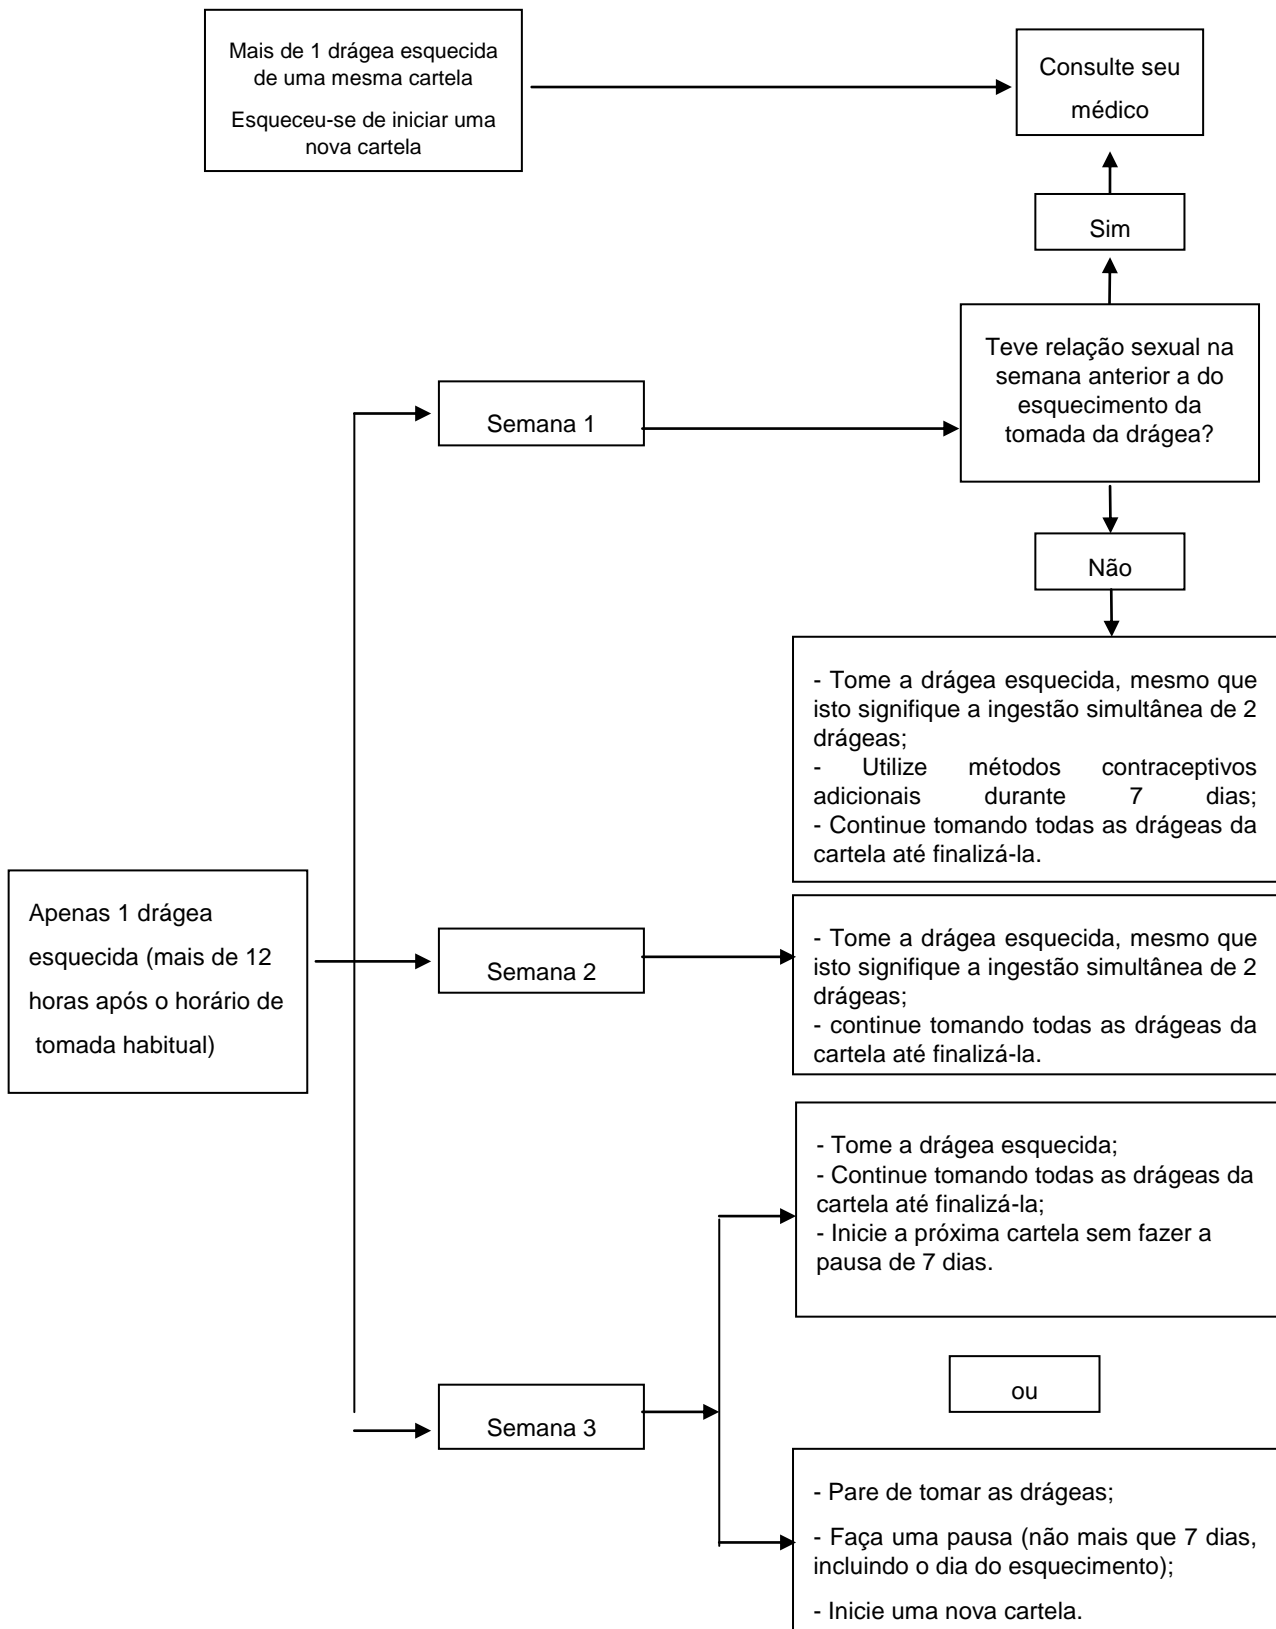 Mais de 1 drágea esquecida
de uma mesma cartela
Esqueceu-se de iniciar uma
nova cartela
Consulte seu
médico
Sim
Teve relação sexual na
semana anterior a do
esquecimento da
tomada da drágea?
Semana 1
Não
- Tome a drágea esquecida, mesmo que
isto signifique a ingestão simultânea de 2
drágeas;
- Utilize métodos contraceptivos
adicionais durante 7 dias;
- Continue tomando todas as drágeas da
cartela até finalizá-la.
Apenas 1 drágea
esquecida (mais de 12
horas após o horário de
tomada habitual)
Semana 2
- Tome a drágea esquecida, mesmo que
isto signifique a ingestão simultânea de 2
drágeas;
- continue tomando todas as drágeas da
cartela até finalizá-la.
Semana 3
- Tome a drágea esquecida;
- Continue tomando todas as drágeas da
cartela até finalizá-la;
- Inicie a próxima cartela sem fazer a
pausa de 7 dias.
ou
- Pare de tomar as drágeas;
- Faça uma pausa (não mais que 7 dias,
incluindo o dia do esquecimento);
- Inicie uma nova cartela.